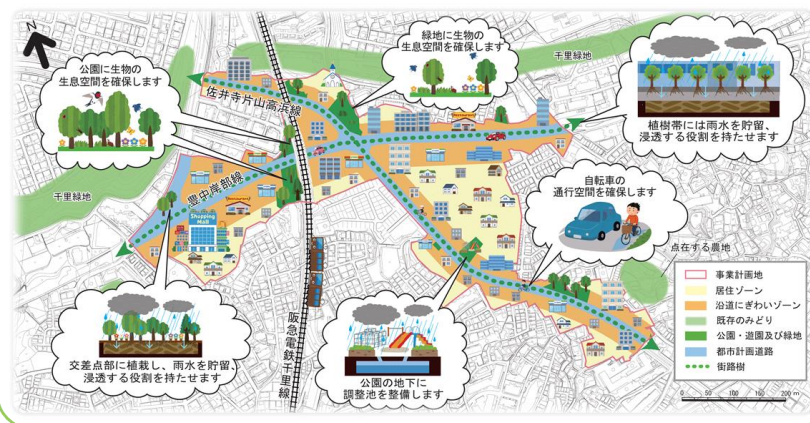 N
公園に生物の
生息空間を確保します
緑地に生物の
生息空間を確保します
千里緑地
植樹帯には雨水を貯留、
浸透する役割を持たせます
佐井寺片山高浜線
豊中岸部線
千里緑地
Shopping
Mall
自転車の
通行空間を確保します
点在する農地
交差点部に植栽し、雨水を貯留、
浸透する役割を持たせます
阪急電鉄千里線
公園の地下に
調整池を整備します
事業計画地
居住ゾーン
沿道にぎわいゾーン
既存のみどり
公園・遊園及び緑地
都市計画道路
街路樹
0 50 100 150 200 m